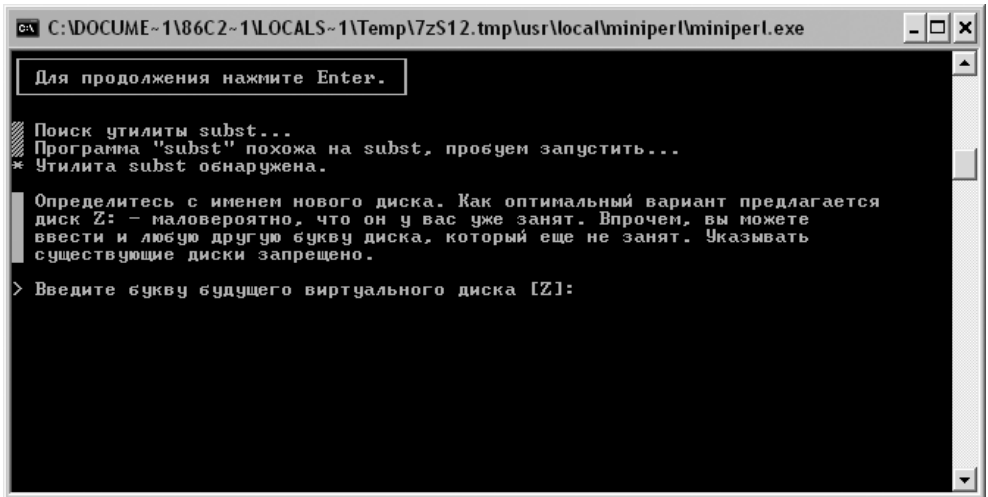 C:\DOCUME~1\86C2~1\LOCALS~1\Temp\7zS12.tmp\usr\local\miniperl\miniperl.exe
Для продолжения нажмите Enter.
Поиск утилиты subst...
Программа "subst" похожа на subst, пробуем запустить...
* Утилита subst обнаружена.
Определитесь с именем нового диска. Как оптимальный вариант предлагается
диск Z: – маловероятно, что он у вас уже занят. Впрочем, вы можете
ввести и любую другую букву диска, который еще не занят. Указывать
существующие диски запрещено.
> Введите букву будущего виртуального диска [Z]: